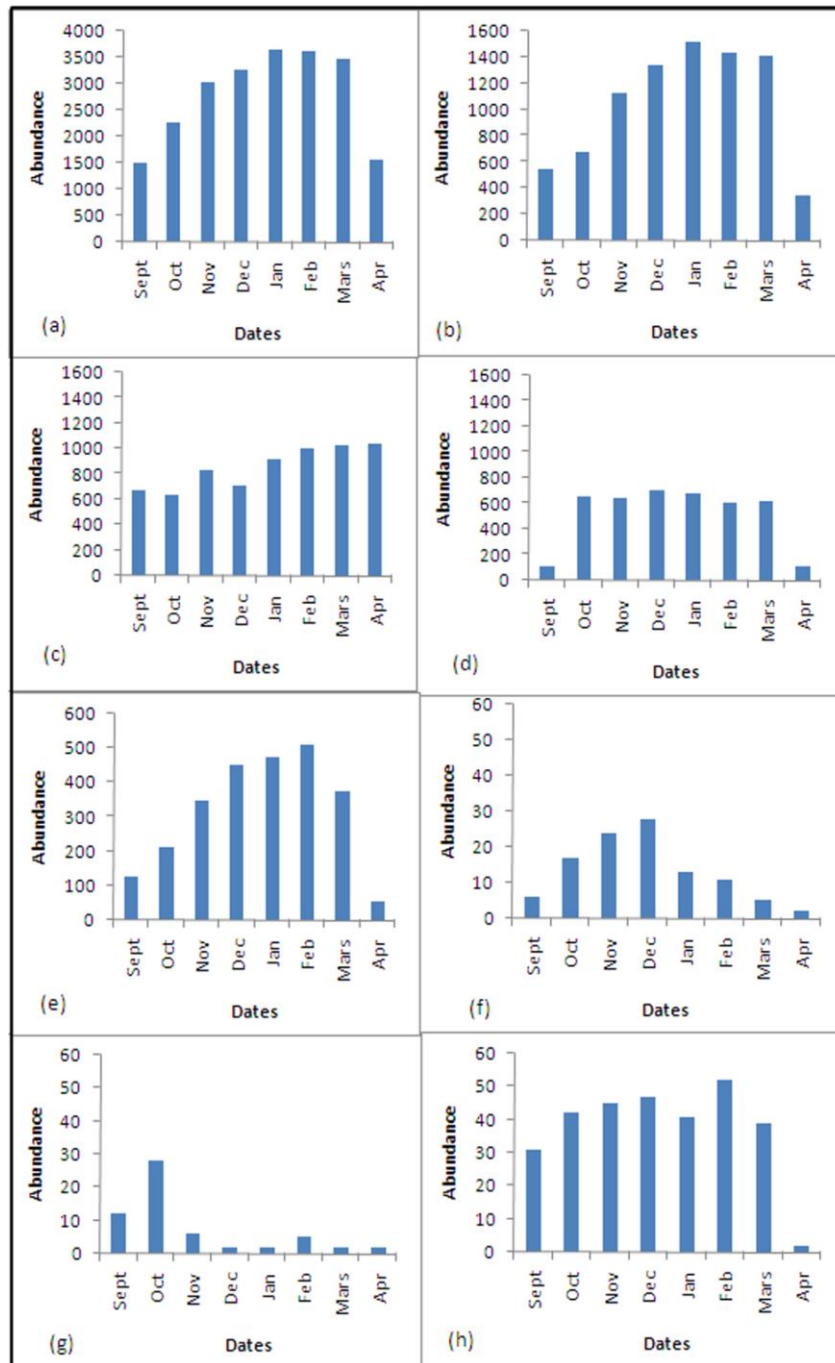 4000
3500
3000
2500
2000
1500
1000
500
0
Abundance
Sept
Oct
Nov
Dec
Jan
Feb
Mars
Apr
(a)
Dates
1600
1400
1200
1000
800
600
400
200
0
Abundance
Sept
Oct
Nov
Dec
Jan
Feb
Mars
Apr
(b)
Dates
1600
1400
1200
1000
800
600
400
200
0
Abundance
Sept
Oct
Nov
Dec
Jan
Feb
Mars
Apr
(c)
Dates
1600
1400
1200
1000
800
600
400
200
0
Abundance
Sept
Oct
Nov
Dec
Jan
Feb
Mars
Apr
(d)
Dates
600
500
400
300
200
100
0
Abundance
Sept
Oct
Nov
Dec
Jan
Feb
Mars
Apr
(e)
Dates
60
50
40
30
20
10
0
Abundance
Sept
Oct
Nov
Dec
Jan
Feb
Mars
Apr
(f)
Dates
60
50
40
30
20
10
0
Abundance
Sept
Oct
Nov
Dec
Jan
Feb
Mars
Apr
(g)
Dates
60
50
40
30
20
10
0
Abundance
Sept
Oct
Nov
Dec
Jan
Feb
Mars
Apr
(h)
Dates